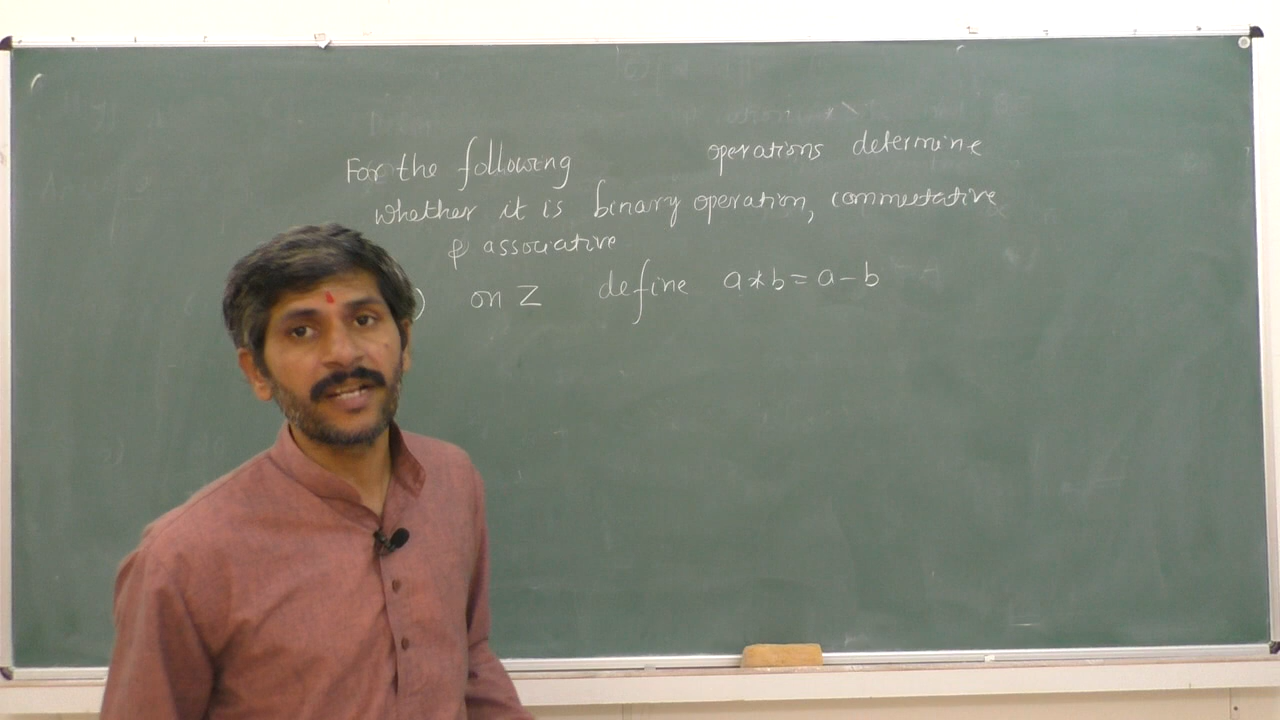 For the following operations determine
whether it is binary operation, commutative
& associative
) on Z define a*b = a-b